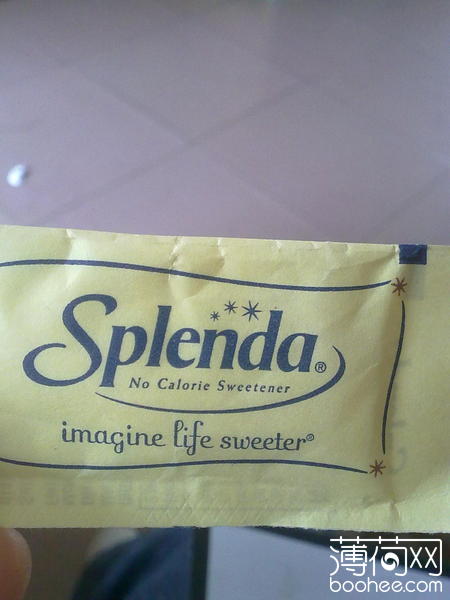 Splenda®
No Calorie Sweetener
imagine life sweeter®
薄荷网
boohee.com